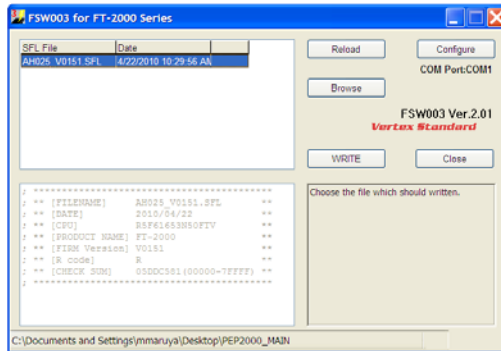 FSW003 for FT-2000 Series
SFL File Date
AH025_V0151.SFL 4/22/2010 10:29:56 AM
Reload
Configure
COM Port:COM1
Browse
FSW003 Ver.2.01
Vertex Standard
WRITE
Close
; ******************************************
; ** [FILENAME] AH025_V0151.SFL **
; ** [DATE] 2010/04/22 **
; ** [CPU] R5F61653N50FTV **
; ** [PRODUCT NAME] FT-2000 **
; ** [FIRM Version] V0151 **
; ** [R code] R **
; ** [CHECK SUM] 05DDC581(00000-7FFFF) **
; ******************************************
Choose the file which should written.
C:\Documents and Settings\mmaruya\Desktop\PEP2000_MAIN